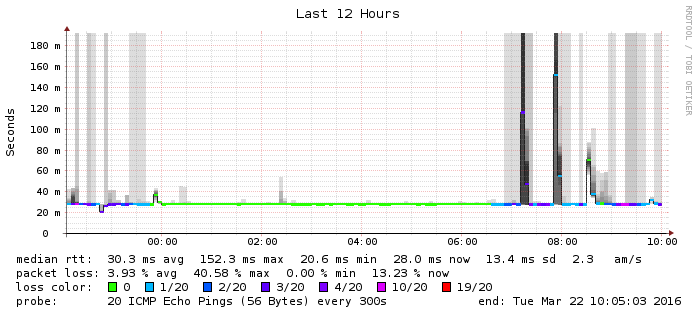 Last 12 Hours
RRDTOOL / TOBI OETIKER
Seconds
180 m
160 m
140 m
120 m
100 m
80 m
60 m
40 m
20 m
0
00:00 02:00 04:00 06:00 08:00 10:00
median rtt: 30.3 ms avg 152.3 ms max 20.6 ms min 28.0 ms now 13.4 ms sd 2.3 am/s
packet loss: 3.93 % avg 40.58 % max 0.00 % min 13.23 % now
loss color: 0 1/20 2/20 3/20 4/20 10/20 19/20
probe: 20 ICMP Echo Pings (56 Bytes) every 300s end: Tue Mar 22 10:05:03 2016